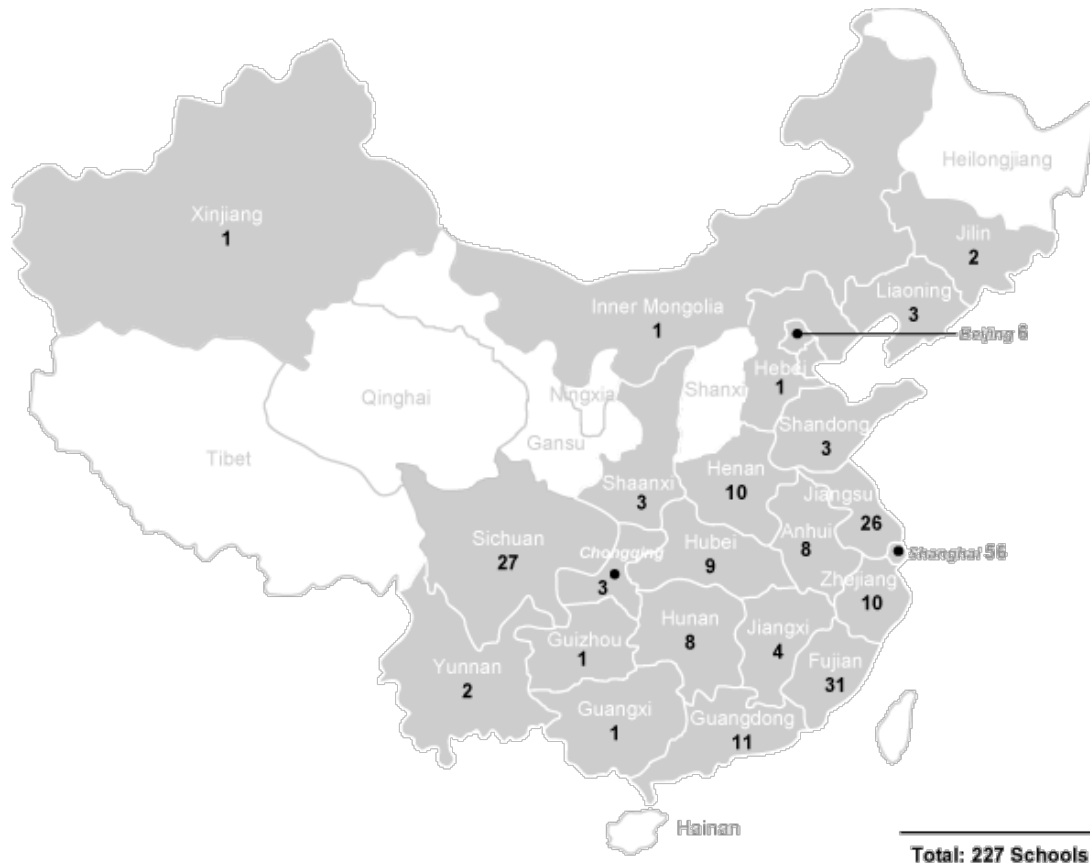 Heilongjiang
Xinjiang
1
Jilin
2
Liaoning
3
Inner Mongolia
1
Beijing 6
Hebei
1
Shanxi
Ningxia
Qinghai
Gansu
Tibet
Shandong
3
Henan
10
Shaanxi
3
Jiangsu
26
Anhui
8
Sichuan
27
Chongqing
3
Hubei
9
Shanghai 56
Zhejiang
10
Hunan
8
Jiangxi
4
Guizhou
1
Fujian
31
Yunnan
2
Guangxi
1
Guangdong
11
Hainan
Total: 227 Schools